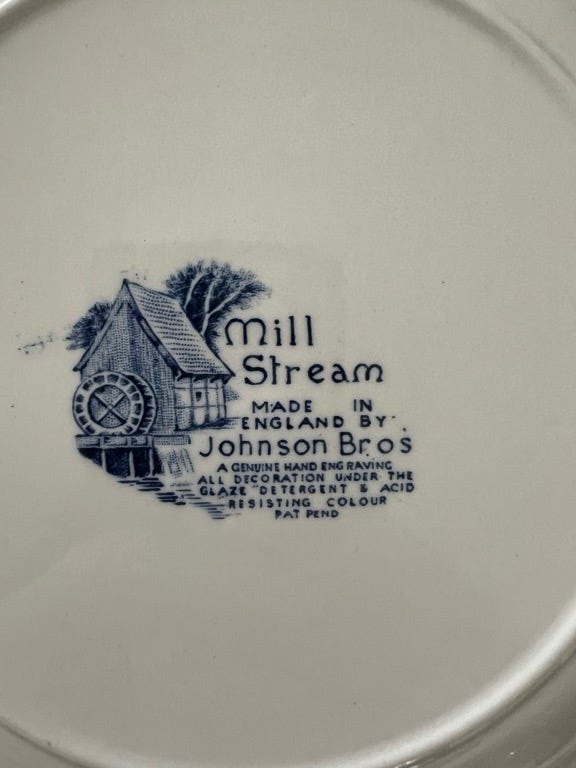 Mill
Stream
MADE IN
ENGLAND BY
Johnson Bros
A GENUINE HAND ENGRAVING
ALL DECORATION UNDER THE
GLAZE DETERGENT & ACID
RESISTING COLOUR
PAT PEND